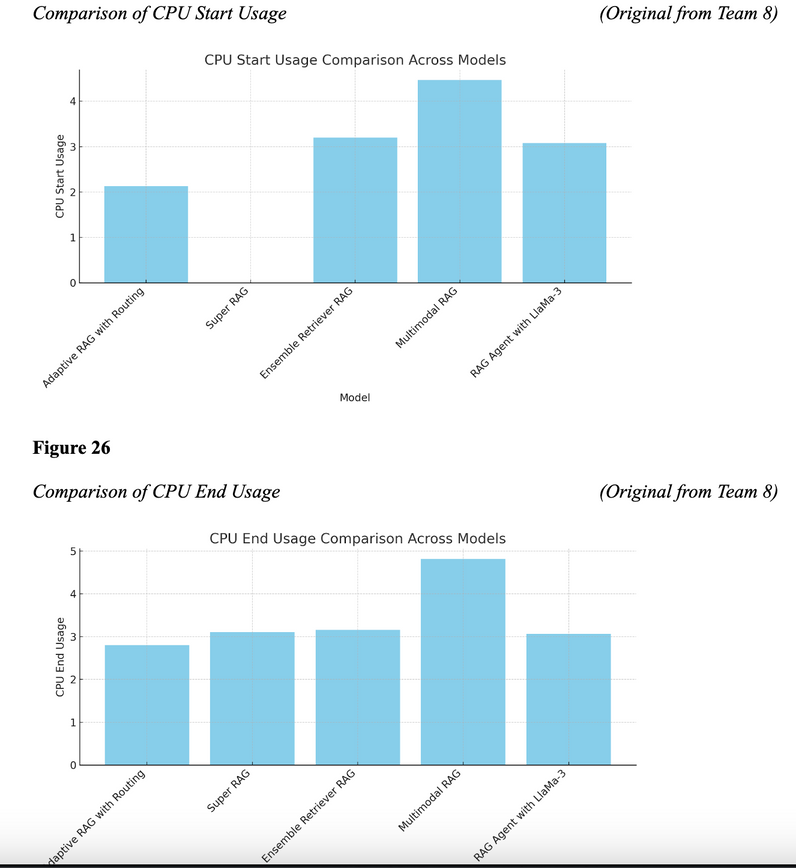 Comparison of CPU Start Usage (Original from Team 8)
CPU Start Usage Comparison Across Models
CPU Start Usage
4
3
2
1
0
Adaptive RAG with Routing
Super RAG
Ensemble Retriever RAG
Multimodal RAG
RAG Agent with LlaMa-3
Model
Figure 26
Comparison of CPU End Usage (Original from Team 8)
CPU End Usage Comparison Across Models
CPU End Usage
5
4
3
2
1
0
daptive RAG with Routing
Super RAG
Ensemble Retriever RAG
Multimodal RAG
RAG Agent with LlaMa-3